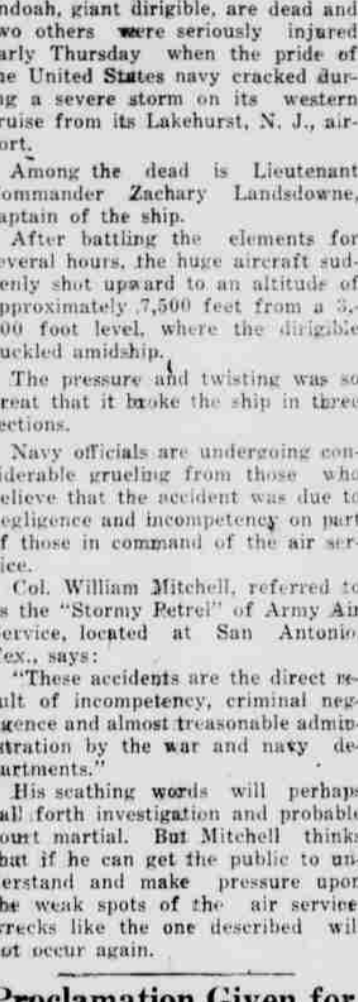 ndoah, giant dirigible, are dead and
wo others were seriously injured
arly Thursday when the pride of
he United States navy cracked dur-
ng a severe storm on its western
ruise from its Lakehurst, N. J., air-
ort.
Among the dead is Lieutenant
ommander Zachary Landsdowne,
aptain of the ship.
After battling the elements for
everal hours, the huge aircraft sud-
enly shot upward to an altitude of
pproximately 7,500 feet from a 3,-
00 foot level, where the dirigible
uckled amidship.
The pressure and twisting was so
reat that it broke the ship in three
ections.
Navy officials are undergoing con-
iderable grueling from those who
elieve that the accident was due to
egligence and incompetency on part
f those in command of the air ser-
ice.
Col. William Mitchell, referred to
s the "Stormy Petrel" of Army Air
ervice, located at San Antonio,
ex., says:
"These accidents are the direct re-
ult of incompetency, criminal neg-
igence and almost treasonable admin-
stration by the war and navy de-
artments."
His scathing words will perhaps
all forth investigation and probable
ourt martial. But Mitchell thinks
hat if he can get the public to un-
erstand and make pressure upon
he weak spots of the air service
wrecks like the one described wil
ot occur again.
Proclamation Given for